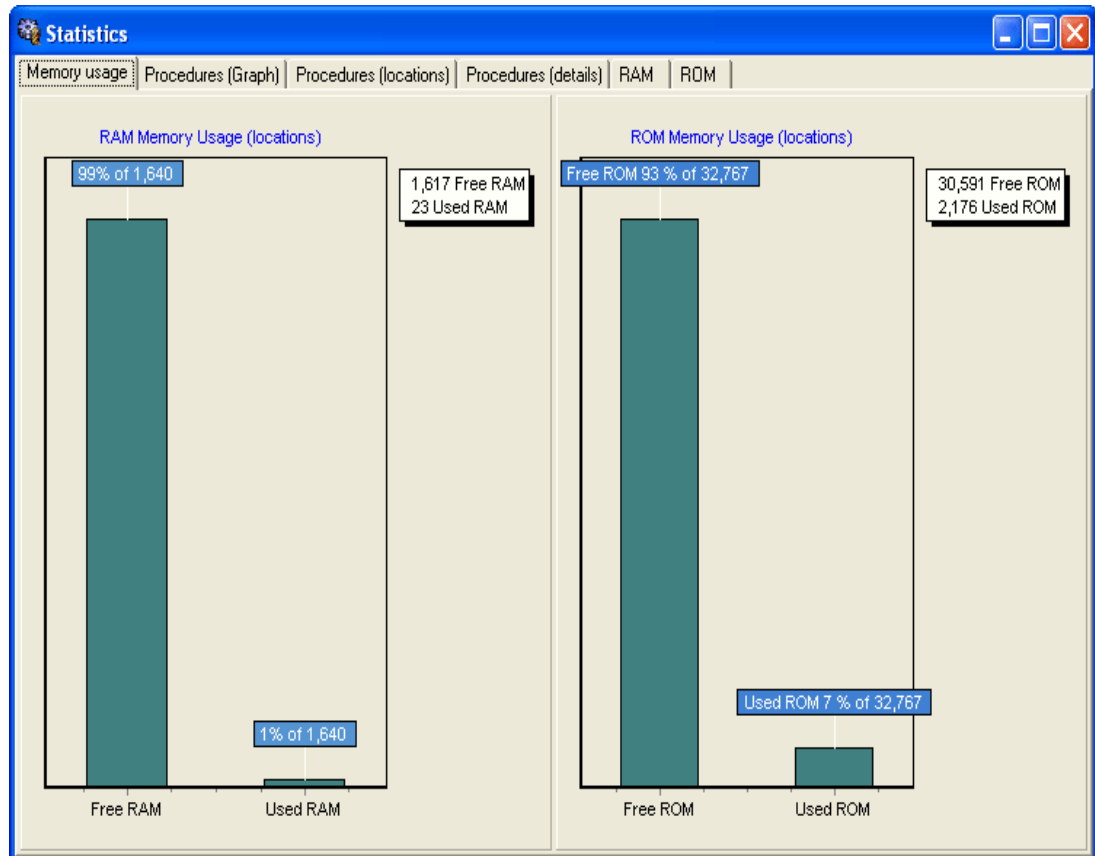 Statistics
Memory usage Procedures (Graph) Procedures (locations) Procedures (details) RAM ROM
RAM Memory Usage (locations)
99% of 1,640
1,617 Free RAM
23 Used RAM
1% of 1,640
Free RAM Used RAM
ROM Memory Usage (locations)
Free ROM 93 % of 32,767
30,591 Free ROM
2,176 Used ROM
Used ROM 7 % of 32,767
Free ROM Used ROM